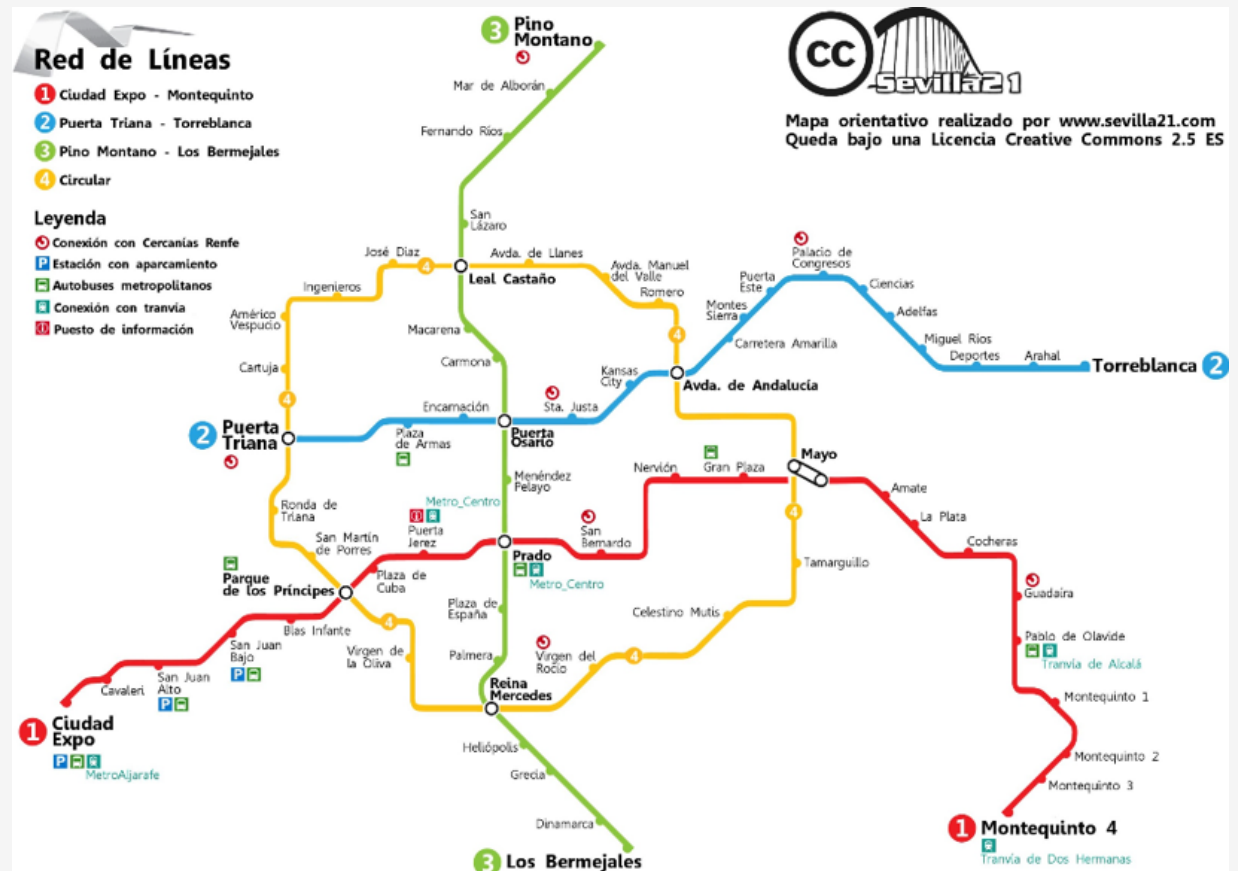 Red de Líneas
1 Ciudad Expo - Montequinto
2 Puerta Triana - Torreblanca
3 Pino Montano - Los Bermejales
4 Circular
Leyenda
Conexión con Cercanías Renfe
P Estación con aparcamiento
Autobuses metropolitanos
Conexión con tranvía
Puesto de información
cc
Sevilla21
Mapa orientativo realizado por www.sevilla21.com
Queda bajo una Licencia Creative Commons 2.5 ES
3 Pino
Montano
Mar de Alborán
Fernando Ríos
San
Lázaro
José Díaz
4
Leal Castaño
Avda. de Llanes
Avda. Manuel
del Valle
Romero
4
Ingenieros
Américo
Vespucio
Cartuja
4
Macarena
Carmona
Palacio de
Congresos
Puerta
Este
Ciencias
Montes
Sierra
Adelfas
Carretera Amarilla
Miguel Ríos
Deportes
Arahal
Torreblanca 2
Kansas
City
Avda. de Andalucía
2 Puerta
Triana
Encarnación
Plaza
de Armas
Puerta
Osario
Sta. Justa
Menéndez
Pelayo
Nervión
Gran Plaza
Mayo
4
Amate
La Plata
Cocheras
Guadaira
Pablo de Olavide
Tranvía de Alcalá
Montequinto 1
Montequinto 2
Montequinto 3
1 Montequinto 4
Tranvía de Dos Hermanas
Ronda de
Triana
San Martín
de Porres
Metro_Centro
Puerta
Jerez
Prado
Metro_Centro
San
Bernardo
Tamarguillo
Parque
de los Príncipes
Plaza de
Cuba
4
Plaza de
España
Celestino Mutis
4
Blas Infante
San Juan
Bajo
P
San Juan
Alto
P
Cavaleri
1 Ciudad
Expo
P
MetroAljarafe
Virgen de
la Oliva
Palmera
Virgen del
Rocío
Reina
Mercedes
Heliópolis
Grecia
Dinamarca
3 Los Bermejales